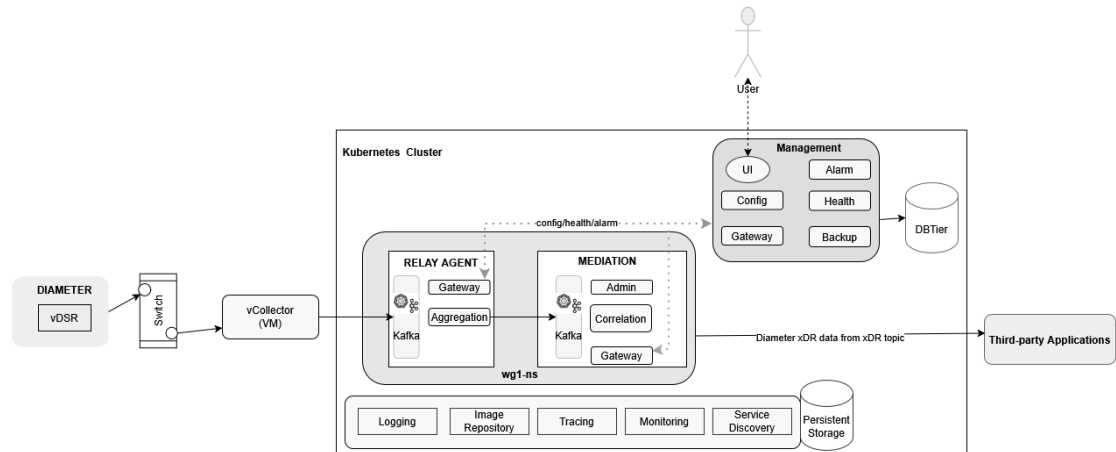 User
Kubernetes Cluster
Management
UI
Alarm
Config
Health
Gateway
Backup
DBTier
config/health/alarm
RELAY AGENT
Gateway
Aggregation
Kafka
MEDIATION
Admin
Correlation
Kafka
Gateway
wg1-ns
DIAMETER
vDSR
Switch
vCollector
(VM)
Diameter xDR data from xDR topic
Third-party Applications
Logging
Image
Repository
Tracing
Monitoring
Service
Discovery
Persistent
Storage